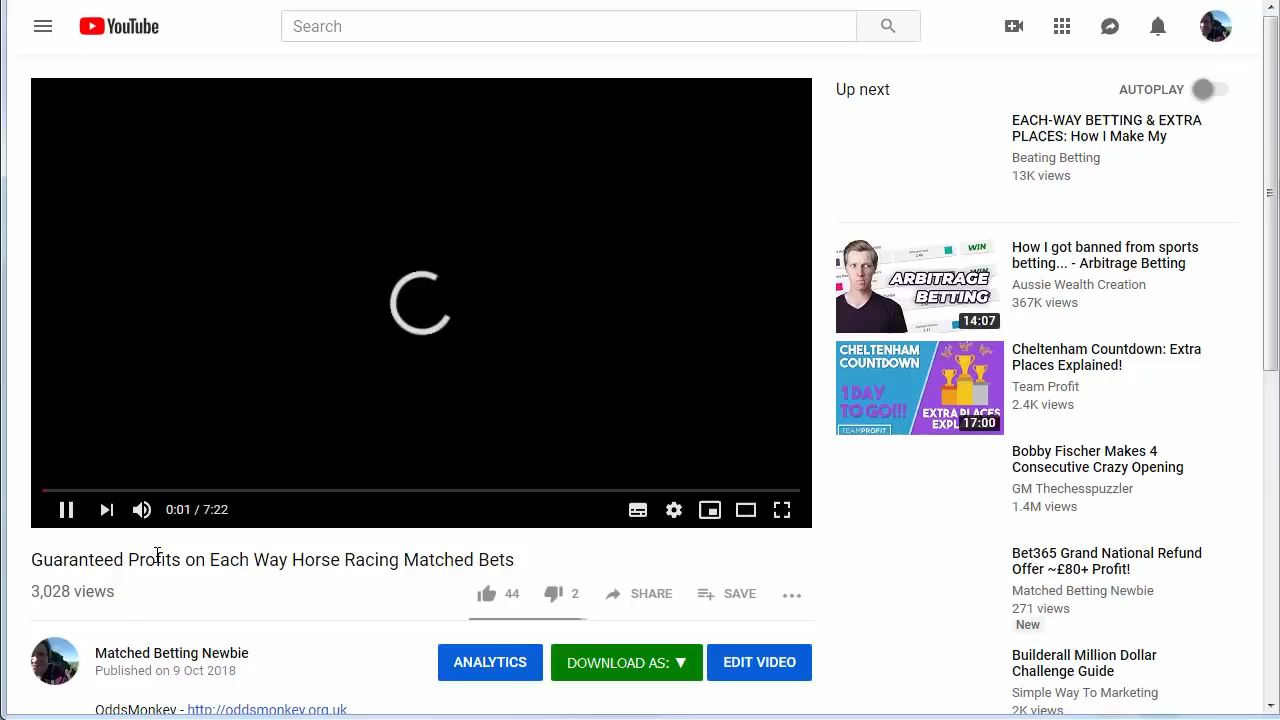 YouTube
Search
Up next
AUTOPLAY
EACH-WAY BETTING & EXTRA
PLACES: How I Make My
Beating Betting
13K views
WIN
ARBITRAGE
BETTING
14:07
How I got banned from sports
betting... - Arbitrage Betting
Aussie Wealth Creation
367K views
CHELTENHAM
COUNTDOWN
1 DAY
TO GO!!!
EXTRA PLACES
TEAMPROFIT
17:00
Cheltenham Countdown: Extra
Places Explained!
Team Profit
2.4K views
Bobby Fischer Makes 4
Consecutive Crazy Opening
GM Thechesspuzzler
1.4M views
Bet365 Grand National Refund
Offer ~£80+ Profit!
Matched Betting Newbie
271 views
New
Builderall Million Dollar
Challenge Guide
Simple Way To Marketing
2K views
0:01 / 7:22
Guaranteed Profits on Each Way Horse Racing Matched Bets
3,028 views
44
2
SHARE
SAVE
Matched Betting Newbie
Published on 9 Oct 2018
ANALYTICS
DOWNLOAD AS: ▼
EDIT VIDEO
OddsMonkey - http://oddsmonkey.org.uk